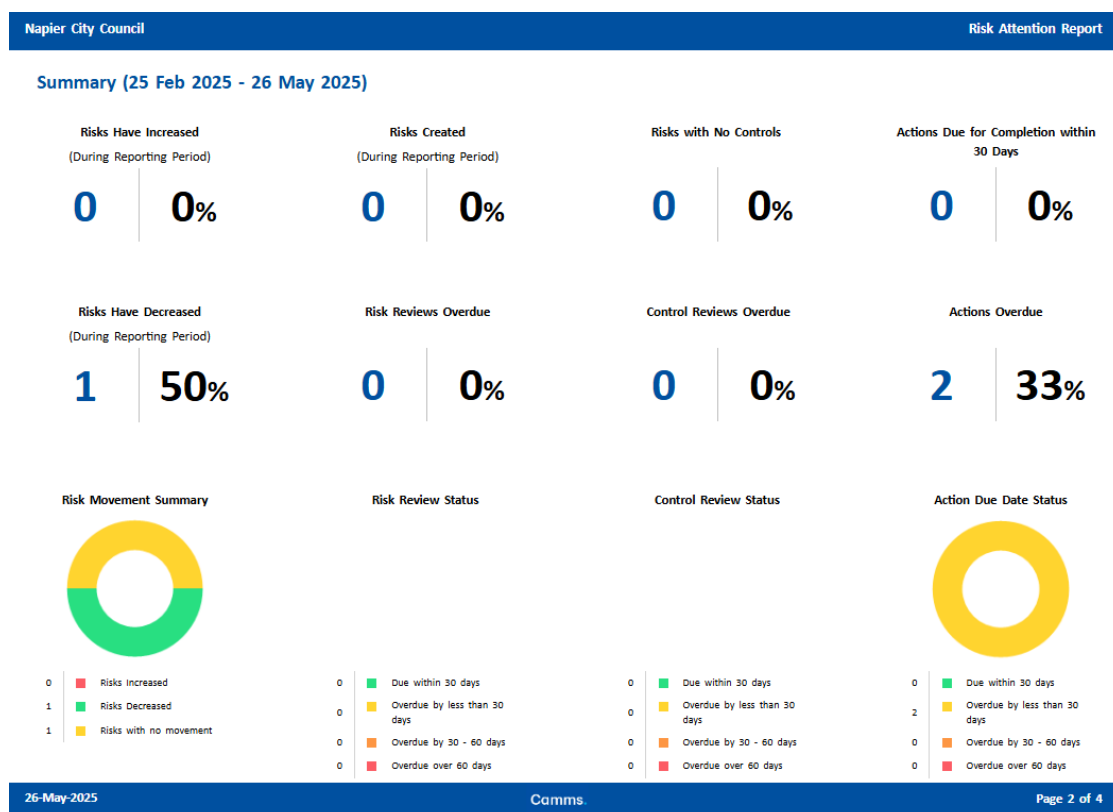 Napier City Council
Risk Attention Report
Summary (25 Feb 2025 - 26 May 2025)
Risks Have Increased
(During Reporting Period)
0
0%
Risks Created
(During Reporting Period)
0
0%
Risks with No Controls
0
0%
Actions Due for Completion within
30 Days
0
0%
Risks Have Decreased
(During Reporting Period)
1
50%
Risk Reviews Overdue
0
0%
Control Reviews Overdue
0
0%
Actions Overdue
2
33%
Risk Movement Summary
0 Risks Increased
1 Risks Decreased
1 Risks with no movement
Risk Review Status
0 Due within 30 days
0 Overdue by less than 30
days
0 Overdue by 30 - 60 days
0 Overdue over 60 days
Control Review Status
0 Due within 30 days
0 Overdue by less than 30
days
0 Overdue by 30 - 60 days
0 Overdue over 60 days
Action Due Date Status
0 Due within 30 days
2 Overdue by less than 30
days
0 Overdue by 30 - 60 days
0 Overdue over 60 days
26-May-2025
Camms.
Page 2 of 4